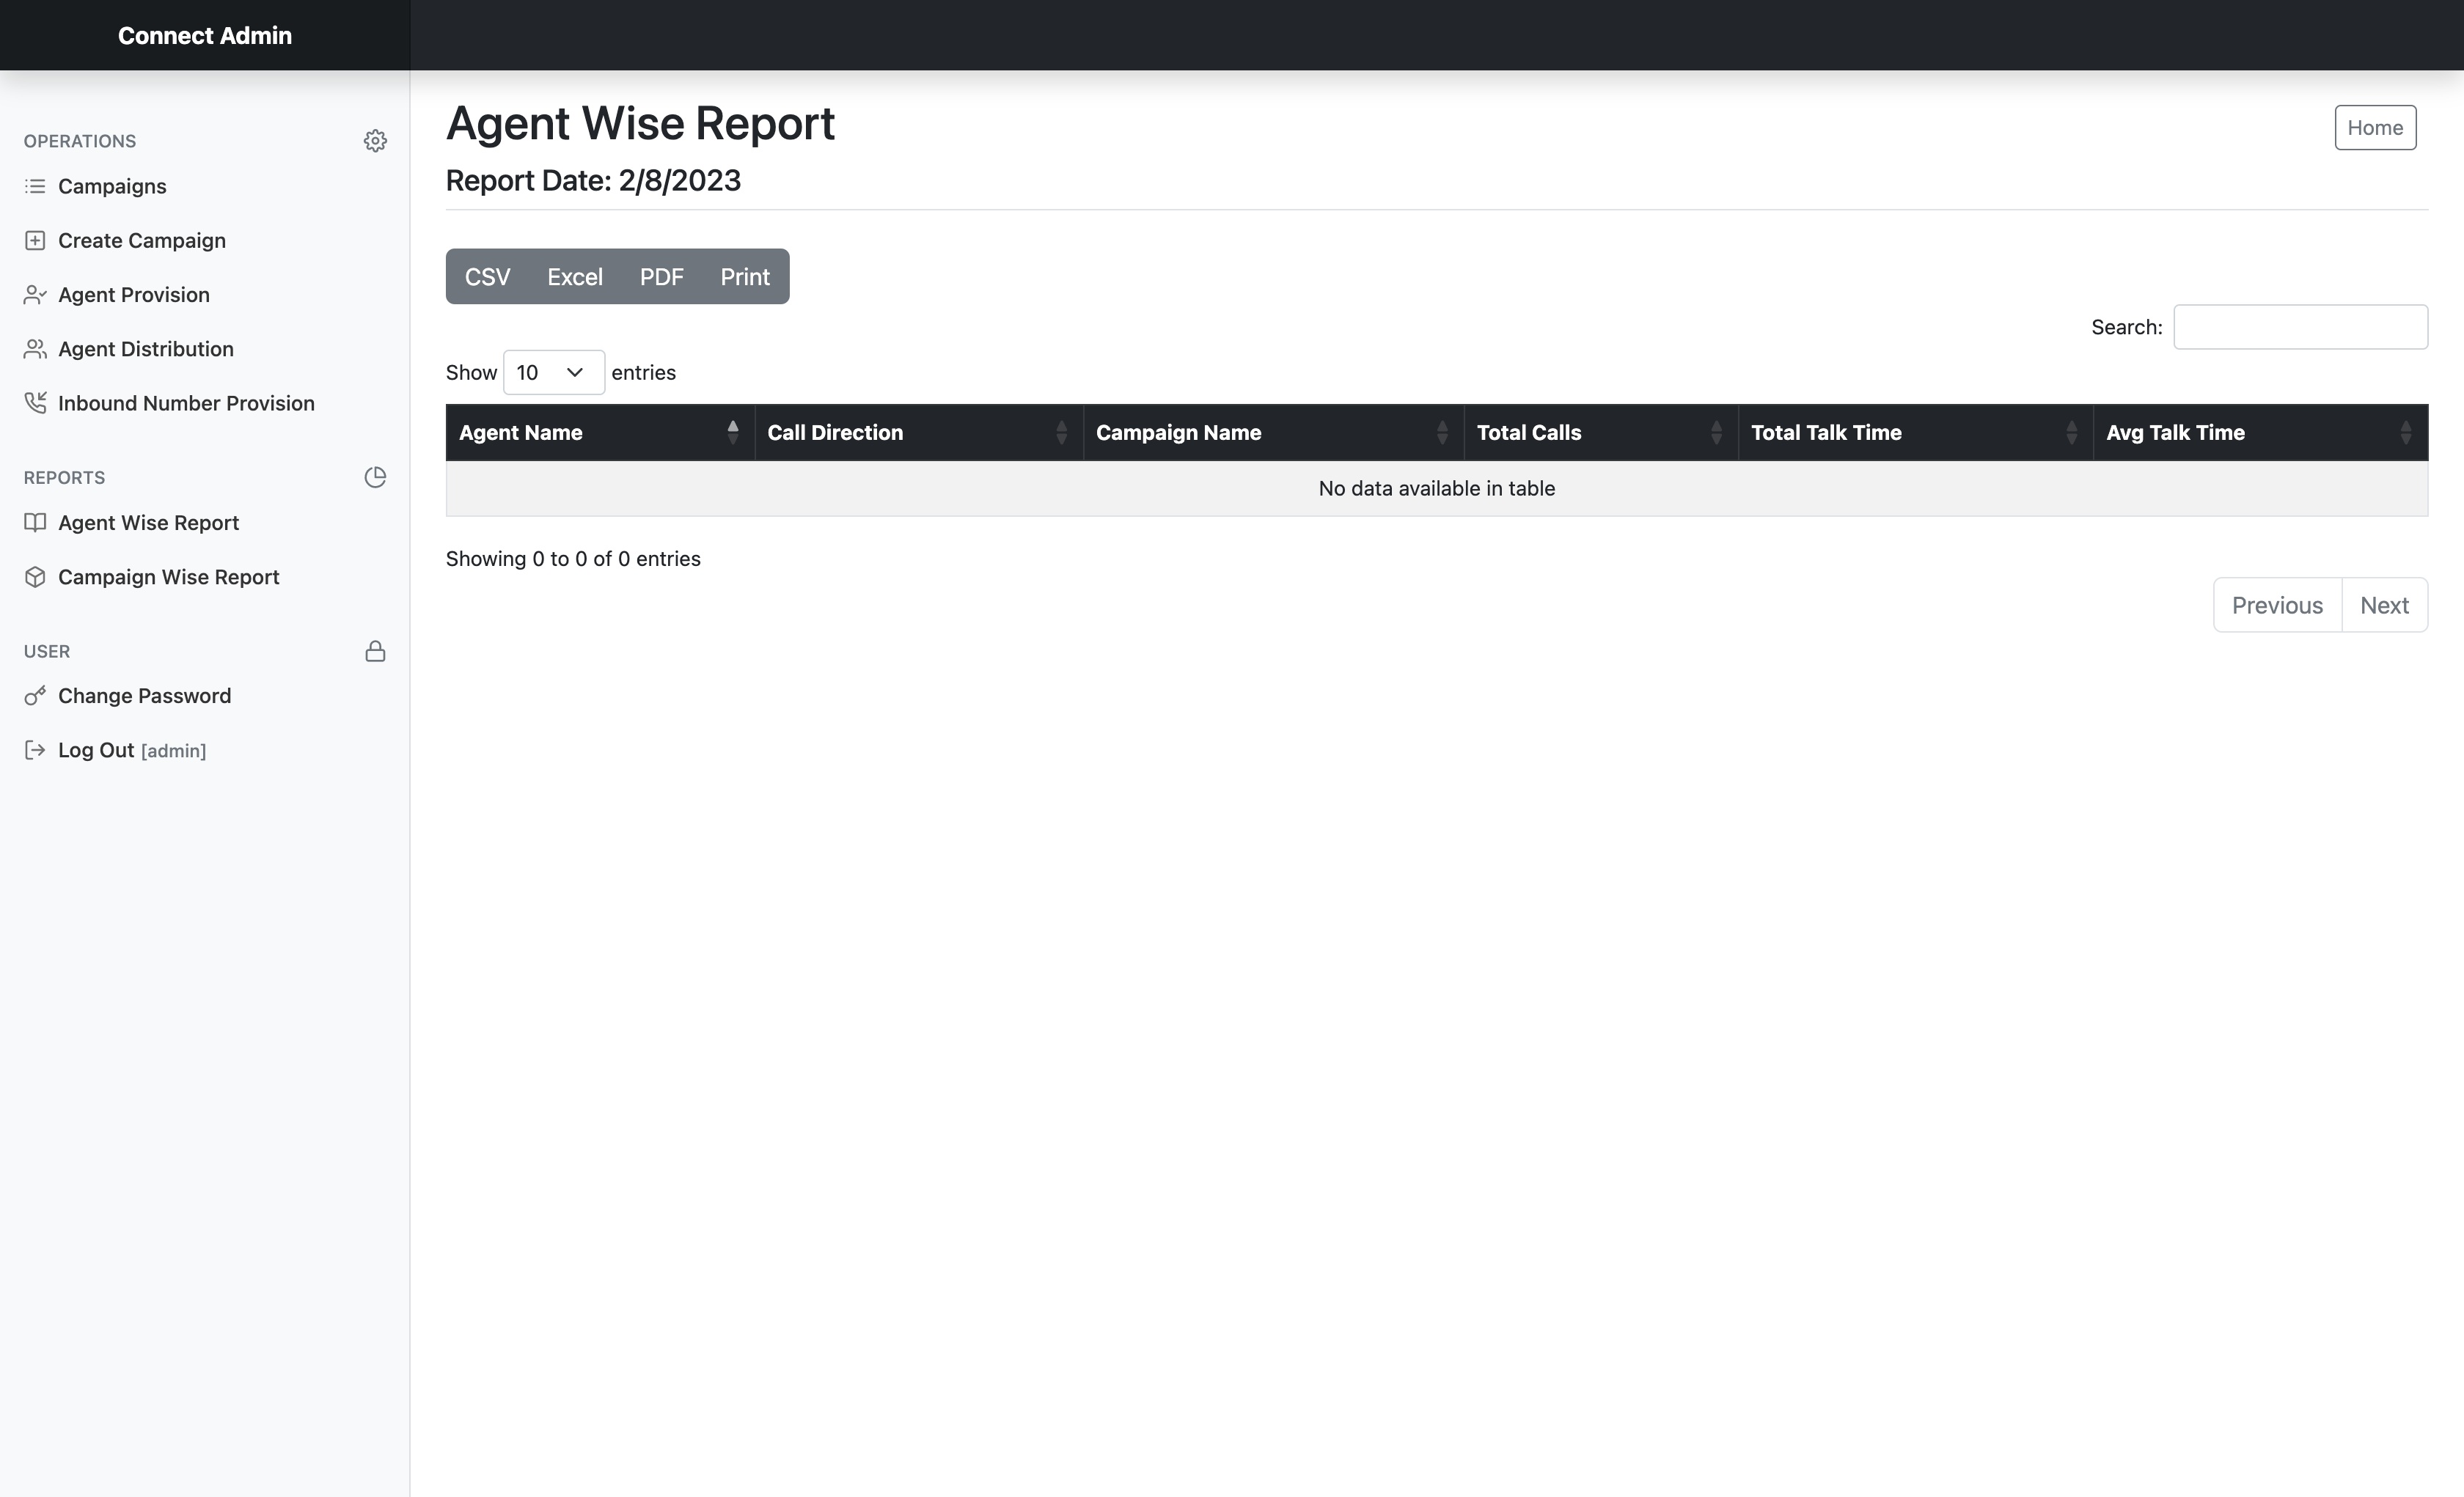 Connect Admin
OPERATIONS
Campaigns
Create Campaign
Agent Provision
Agent Distribution
Inbound Number Provision
REPORTS
Agent Wise Report
Campaign Wise Report
USER
Change Password
Log Out [admin]
Agent Wise Report
Home
Report Date: 2/8/2023
CSV Excel PDF Print
Search:
Show 10 entries
Agent Name Call Direction Campaign Name Total Calls Total Talk Time Avg Talk Time
No data available in table
Showing 0 to 0 of 0 entries
Previous Next